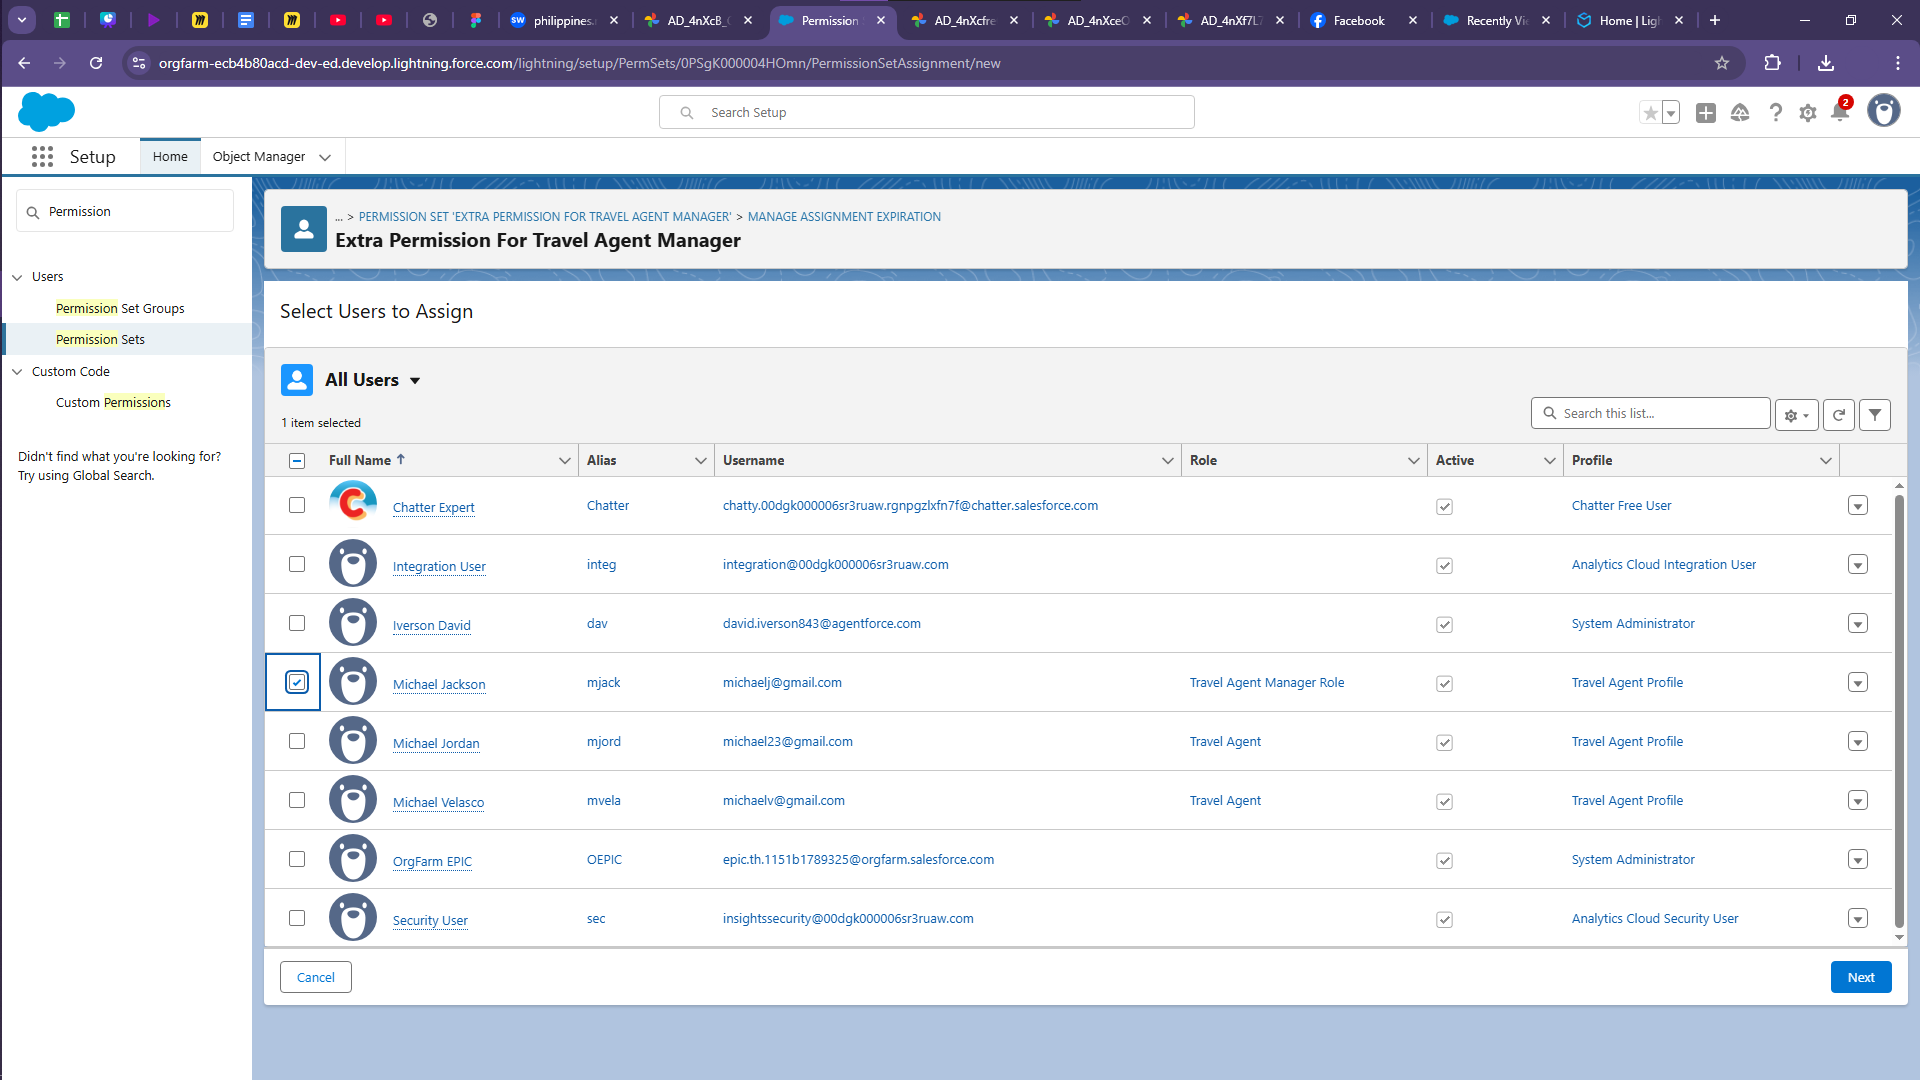 philippines.
AD_4nXcB_
Permission
AD_4nXcfre
AD_4nXceO
AD_4nXf7L7
Facebook
Recently Vi
Home | Ligh
orgfarm-ecb4b80acd-dev-ed.develop.lightning.force.com/lightning/setup/PermSets/0PSgK000004HOmn/PermissionSetAssignment/new
Search Setup
2
Setup
Home
Object Manager
Permission
Users
Permission Set Groups
Permission Sets
Custom Code
Custom Permissions
Didn't find what you're looking for?
Try using Global Search.
... > PERMISSION SET 'EXTRA PERMISSION FOR TRAVEL AGENT MANAGER' > MANAGE ASSIGNMENT EXPIRATION
Extra Permission For Travel Agent Manager
Select Users to Assign
All Users
1 item selected
Search this list...
Full Name Alias Username Role Active Profile
Chatter Expert Chatter chatty.00dgk000006sr3ruaw.rgnpgzlxfn7f@chatter.salesforce.com Chatter Free User
Integration User integ integration@00dgk000006sr3ruaw.com Analytics Cloud Integration User
Iverson David dav david.iverson843@agentforce.com System Administrator
Michael Jackson mjack michaelj@gmail.com Travel Agent Manager Role Travel Agent Profile
Michael Jordan mjord michael23@gmail.com Travel Agent Travel Agent Profile
Michael Velasco mvela michaelv@gmail.com Travel Agent Travel Agent Profile
OrgFarm EPIC OEPIC epic.th.1151b1789325@orgfarm.salesforce.com System Administrator
Security User sec insightssecurity@00dgk000006sr3ruaw.com Analytics Cloud Security User
Cancel
Next